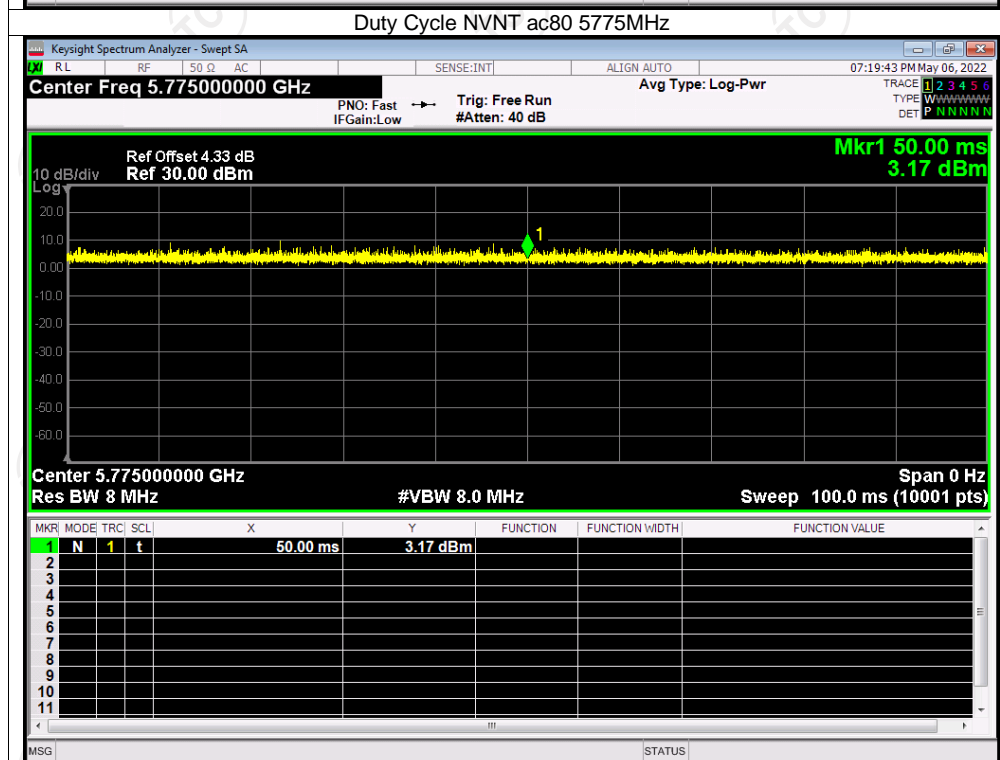 Duty Cycle NVNT ac80 5775MHz
Keysight Spectrum Analyzer - Swept SA
LXI RL RF 50 Ω AC SENSE:INT ALIGN AUTO 07:19:43 PM May 06, 2022
Center Freq 5.775000000 GHz
PNO: Fast
IFGain:Low
Trig: Free Run
#Atten: 40 dB
Avg Type: Log-Pwr
TRACE 1 2 3 4 5 6
TYPE WWWWWW
DET P N N N N N
Ref Offset 4.33 dB
10 dB/div Ref 30.00 dBm
Log
Mkr1 50.00 ms
3.17 dBm
20.0
10.0
1
0.00
-10.0
-20.0
-30.0
-40.0
-50.0
-60.0
Center 5.775000000 GHz Span 0 Hz
Res BW 8 MHz #VBW 8.0 MHz Sweep 100.0 ms (10001 pts)
MKR MODE TRC SCL X Y FUNCTION FUNCTION WIDTH FUNCTION VALUE
1 N 1 t 50.00 ms 3.17 dBm
2
3
4
5
6
7
8
9
10
11
MSG STATUS